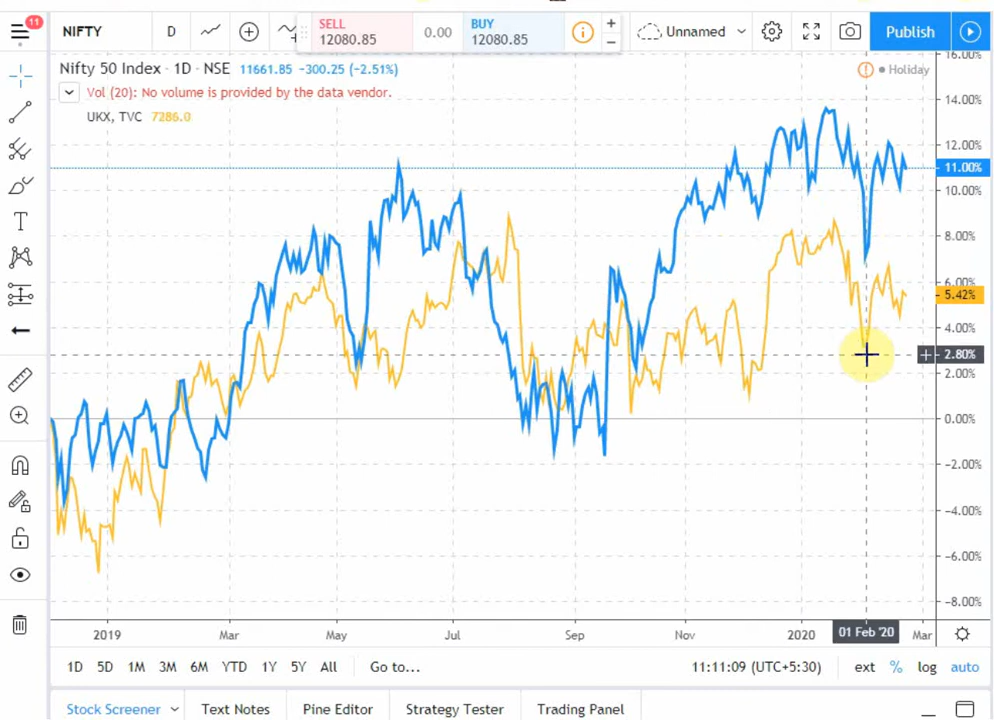 11
NIFTY
D
SELL
12080.85
0.00
BUY
12080.85
Unnamed
Publish
Nifty 50 Index · 1D · NSE 11661.85 -300.25 (-2.51%)
Holiday
Vol (20): No volume is provided by the data vendor.
UKX, TVC 7286.0
16.00%
14.00%
12.00%
11.00%
10.00%
8.00%
6.00%
5.42%
4.00%
2.80%
2.00%
0.00%
-2.00%
-4.00%
-6.00%
-8.00%
2019 Mar May Jul Sep Nov 2020 01 Feb '20 Mar
1D 5D 1M 3M 6M YTD 1Y 5Y All Go to... 11:11:09 (UTC+5:30) ext % log auto
Stock Screener Text Notes Pine Editor Strategy Tester Trading Panel